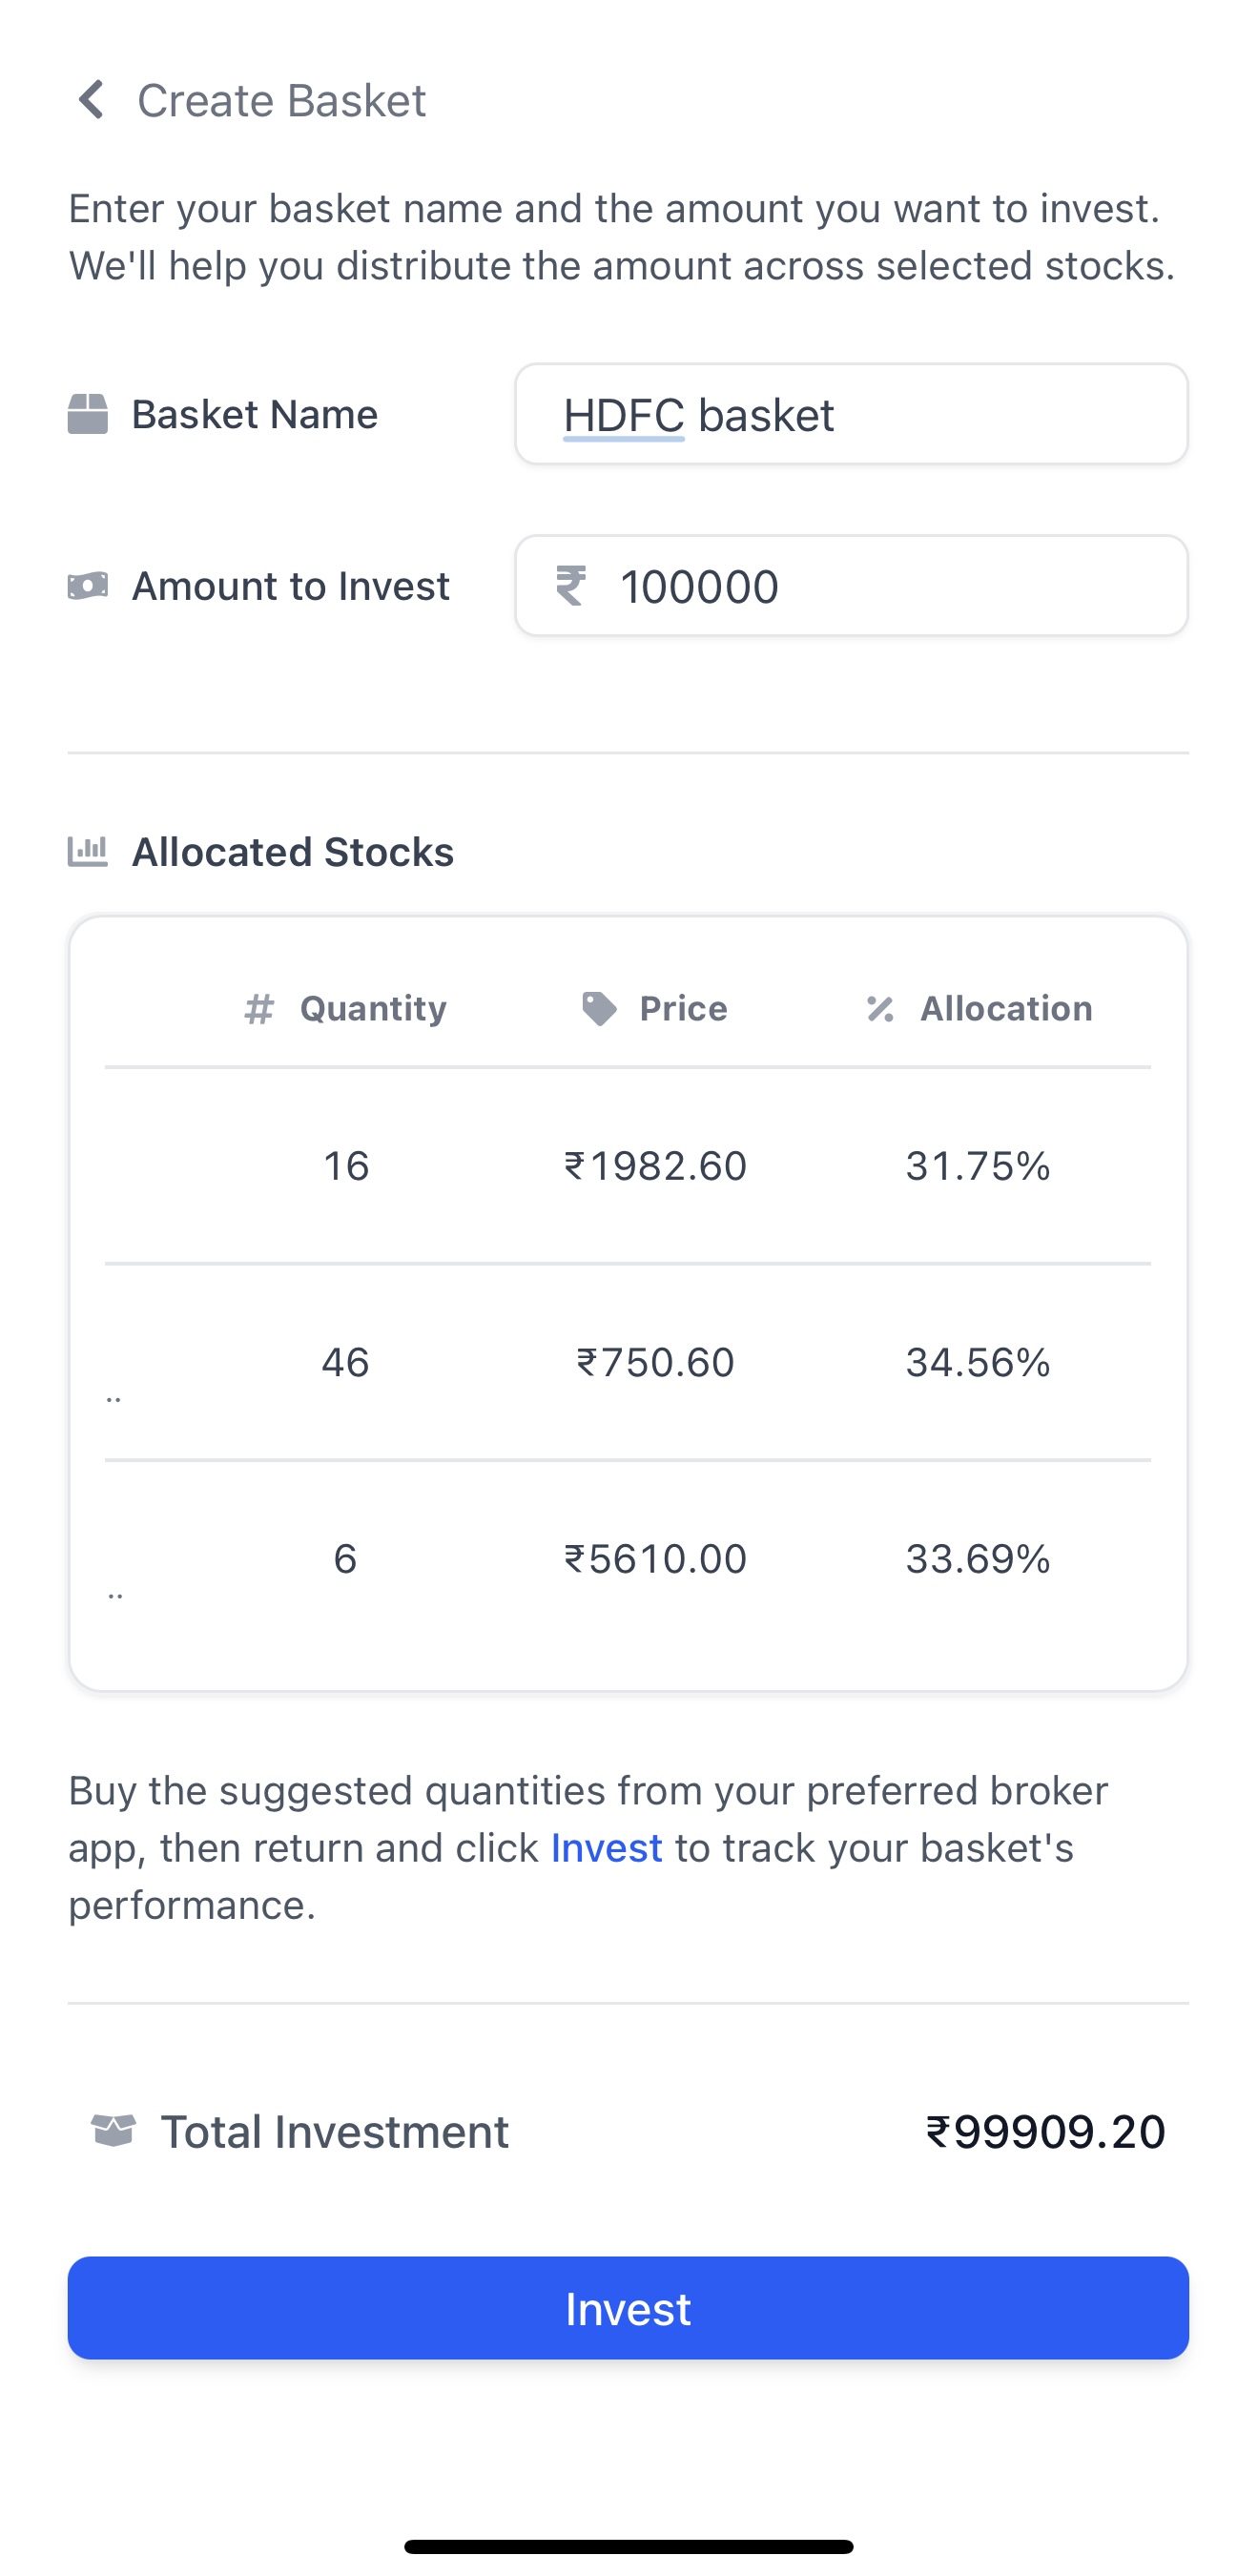 Create Basket
Enter your basket name and the amount you want to invest.
We'll help you distribute the amount across selected stocks.
Basket Name
HDFC basket
Amount to Invest
₹ 100000
Allocated Stocks
# Quantity Price % Allocation
16 ₹1982.60 31.75%
46 ₹750.60 34.56%
..
6 ₹5610.00 33.69%
..
Buy the suggested quantities from your preferred broker
app, then return and click Invest to track your basket's
performance.
Total Investment ₹99909.20
Invest